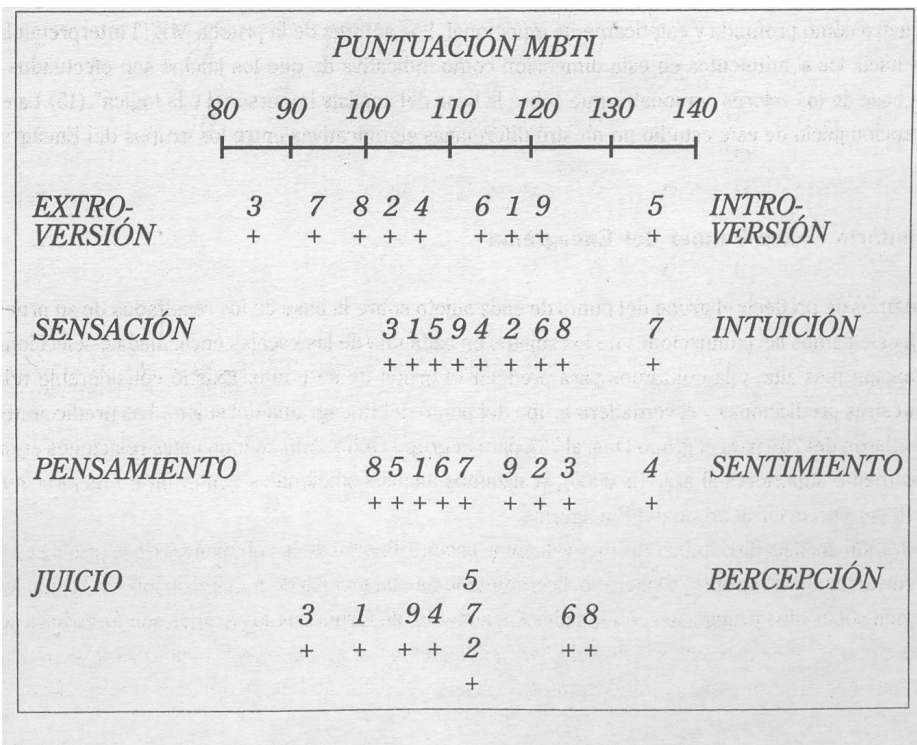 PUNTUACIÓN MBTI
80 90 100 110 120 130 140
EXTRO- 3 7 8 2 4 6 1 9 5 INTRO-
VERSIÓN + + + + + + + + + VERSIÓN
SENSACIÓN 3 1 5 9 4 2 6 8 7 INTUICIÓN
+ + + + + + + + +
PENSAMIENTO 8 5 1 6 7 9 2 3 4 SENTIMIENTO
+ + + + + + + + +
JUICIO 5 PERCEPCIÓN
3 1 9 4 7 6 8
+ + + + 2 + +
+